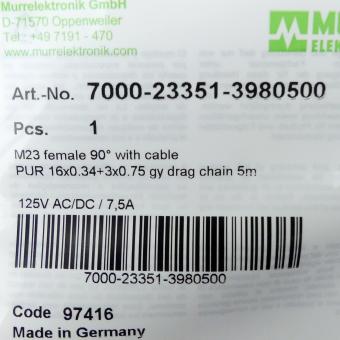 Murrelektronik GmbH
D-71570 Oppenweiler
Tel.: +49 7191 - 470
www.murrelektronik.com
Art.-No. 7000-23351-3980500
Pcs. 1
M23 female 90° with cable
PUR 16x0.34+3x0.75 gy drag chain 5m
125V AC/DC / 7,5A
7000-23351-3980500
Code 97416
Made in Germany